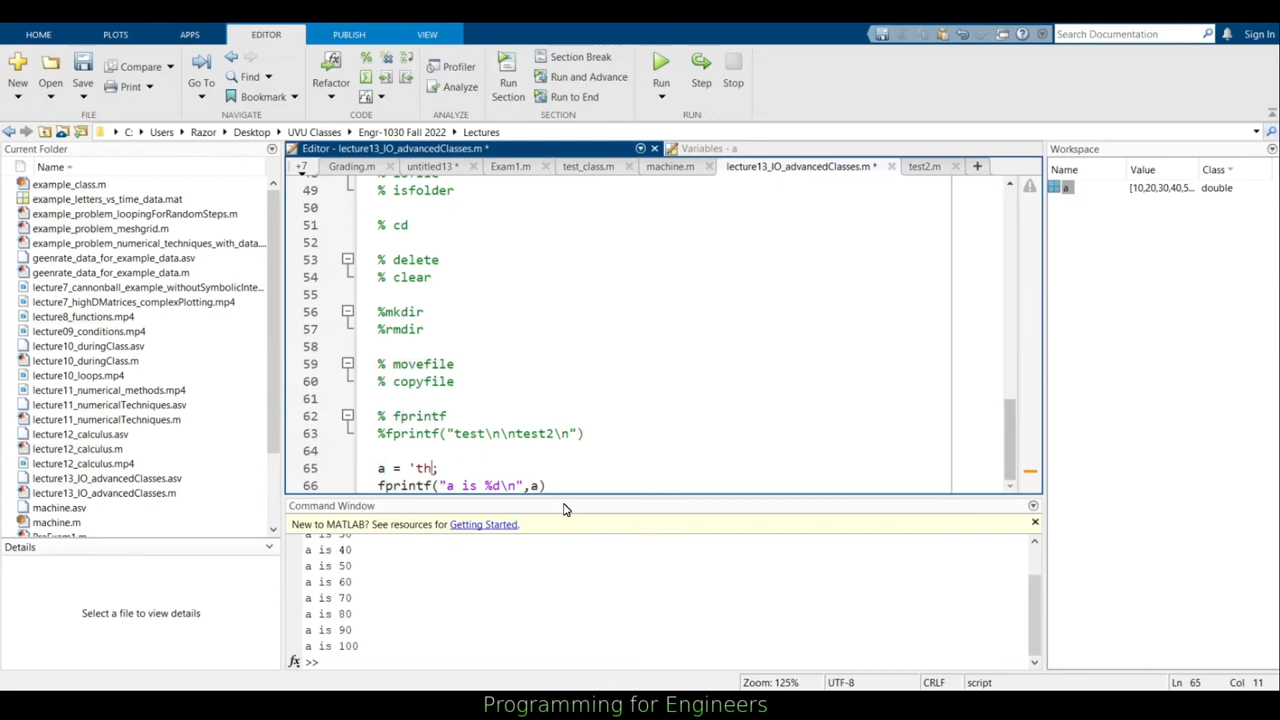 HOME PLOTS APPS EDITOR PUBLISH VIEW Search Documentation Sign In
New Open Save Compare Print Go To Find Bookmark Refactor Profiler Analyze Run Section Section Break Run and Advance Run to End Run Step Stop
FILE NAVIGATE CODE ANALYZE SECTION RUN
C: Users Razor Desktop UVU Classes Engr-1030 Fall 2022 Lectures
Current Folder
Name
example_class.m
example_letters_vs_time_data.mat
example_problem_loopingForRandomSteps.m
example_problem_meshgrid.m
example_problem_numerical_techniques_with_data....
geenrate_data_for_example_data.asv
geenrate_data_for_example_data.m
lecture7_cannonball_example_withoutSymbolicInte...
lecture7_highDMatrices_complexPlotting.mp4
lecture8_functions.mp4
lecture09_conditions.mp4
lecture10_duringClass.asv
lecture10_duringClass.m
lecture10_loops.mp4
lecture11_numerical_methods.mp4
lecture11_numericalTechniques.asv
lecture11_numericalTechniques.m
lecture12_calculus.asv
lecture12_calculus.m
lecture12_calculus.mp4
lecture13_IO_advancedClasses.asv
lecture13_IO_advancedClasses.m
machine.asv
machine.m
Details
Select a file to view details
Editor - lecture13_IO_advancedClasses.m * Variables - a
+7 Grading.m untitled13 * Exam1.m test_class.m machine.m lecture13_IO_advancedClasses.m * test2.m
49 % isfolder
50
51 % cd
52
53 % delete
54 % clear
55
56 %mkdir
57 %rmdir
58
59 % movefile
60 % copyfile
61
62 % fprintf
63 %fprintf("test\n\ntest2\n")
64
65 a = 'th;
66 fprintf("a is %d\n",a)
Command Window
New to MATLAB? See resources for Getting Started.
a is 40
a is 50
a is 60
a is 70
a is 80
a is 90
a is 100
fx >>
Workspace
Name Value Class
a [10,20,30,40,5... double
Zoom: 125% UTF-8 CRLF script Ln 65 Col 11
Programming for Engineers